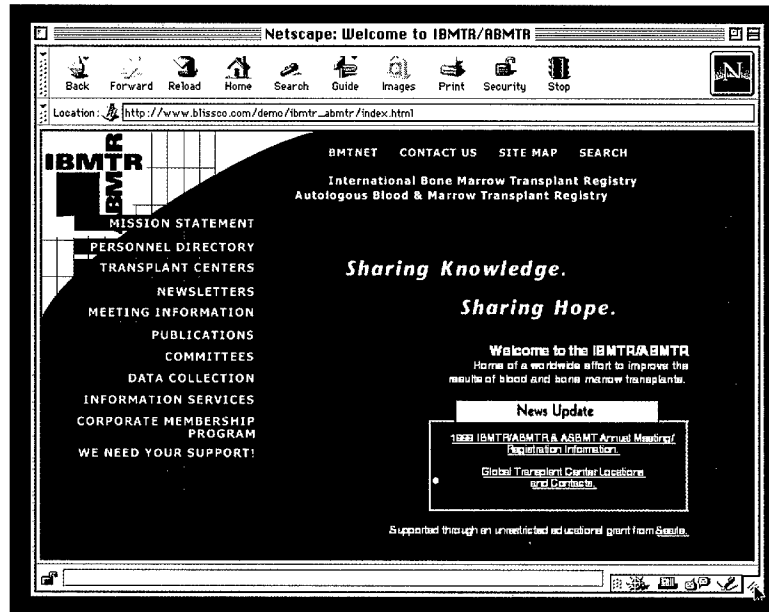 Netscape: Welcome to IBMTR/ABMTR
Back Forward Reload Home Search Guide Images Print Security Stop
N
Location: http://www.blissco.com/demo/ibmtr_abmtr/index.html
IBMTR
ABMTR
BMTNET CONTACT US SITE MAP SEARCH
International Bone Marrow Transplant Registry
Autologous Blood & Marrow Transplant Registry
MISSION STATEMENT
PERSONNEL DIRECTORY
TRANSPLANT CENTERS
NEWSLETTERS
MEETING INFORMATION
PUBLICATIONS
COMMITTEES
DATA COLLECTION
INFORMATION SERVICES
CORPORATE MEMBERSHIP
PROGRAM
WE NEED YOUR SUPPORT!
Sharing Knowledge.
Sharing Hope.
Welcome to the IBMTR/ABMTR
Home of a worldwide effort to improve the
results of blood and bone marrow transplants.
News Update
1999 IBMTR/ABMTR & ASBMT Annual Meeting/
Registration Information.
Global Transplant Center Locations
and Contacts.
Supported through an unrestricted educational grant from